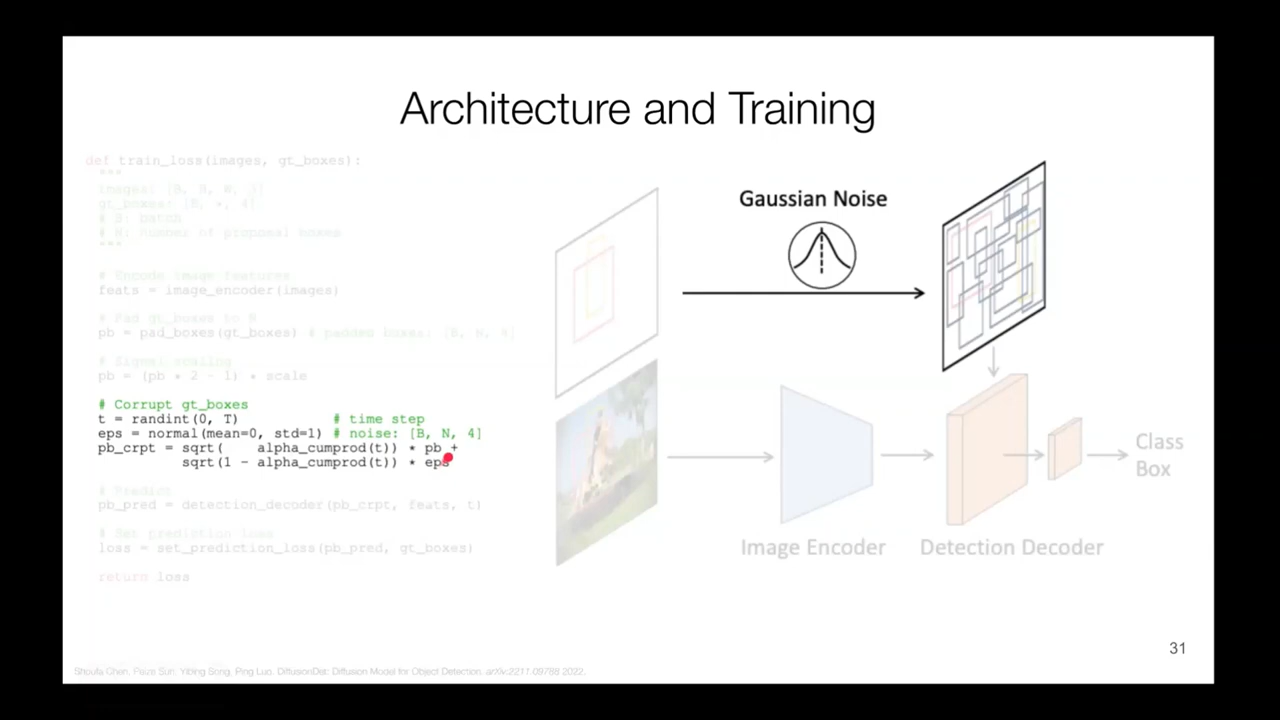 Architecture and Training
def train_loss(images, gt_boxes):
"""
images: [B, H, W, 3]
gt_boxes: [B, *, 4]
# B: batch
# N: number of proposal boxes
"""
# Encode image features
feats = image_encoder(images)
# Pad gt_boxes to N
pb = pad_boxes(gt_boxes) # padded boxes: [B, N, 4]
# Signal scaling
pb = (pb * 2 - 1) * scale
# Corrupt gt_boxes
t = randint(0, T) # time step
eps = normal(mean=0, std=1) # noise: [B, N, 4]
pb_crpt = sqrt( alpha_cumprod(t)) * pb +
sqrt(1 - alpha_cumprod(t)) * eps
# Predict
pb_pred = detection_decoder(pb_crpt, feats, t)
# Set prediction loss
loss = set_prediction_loss(pb_pred, gt_boxes)
return loss
Gaussian Noise
Image Encoder
Detection Decoder
Class
Box
31
Shoufa Chen, Peize Sun, Yibing Song, Ping Luo. DiffusionDet: Diffusion Model for Object Detection. arXiv:2211.09788 2022.